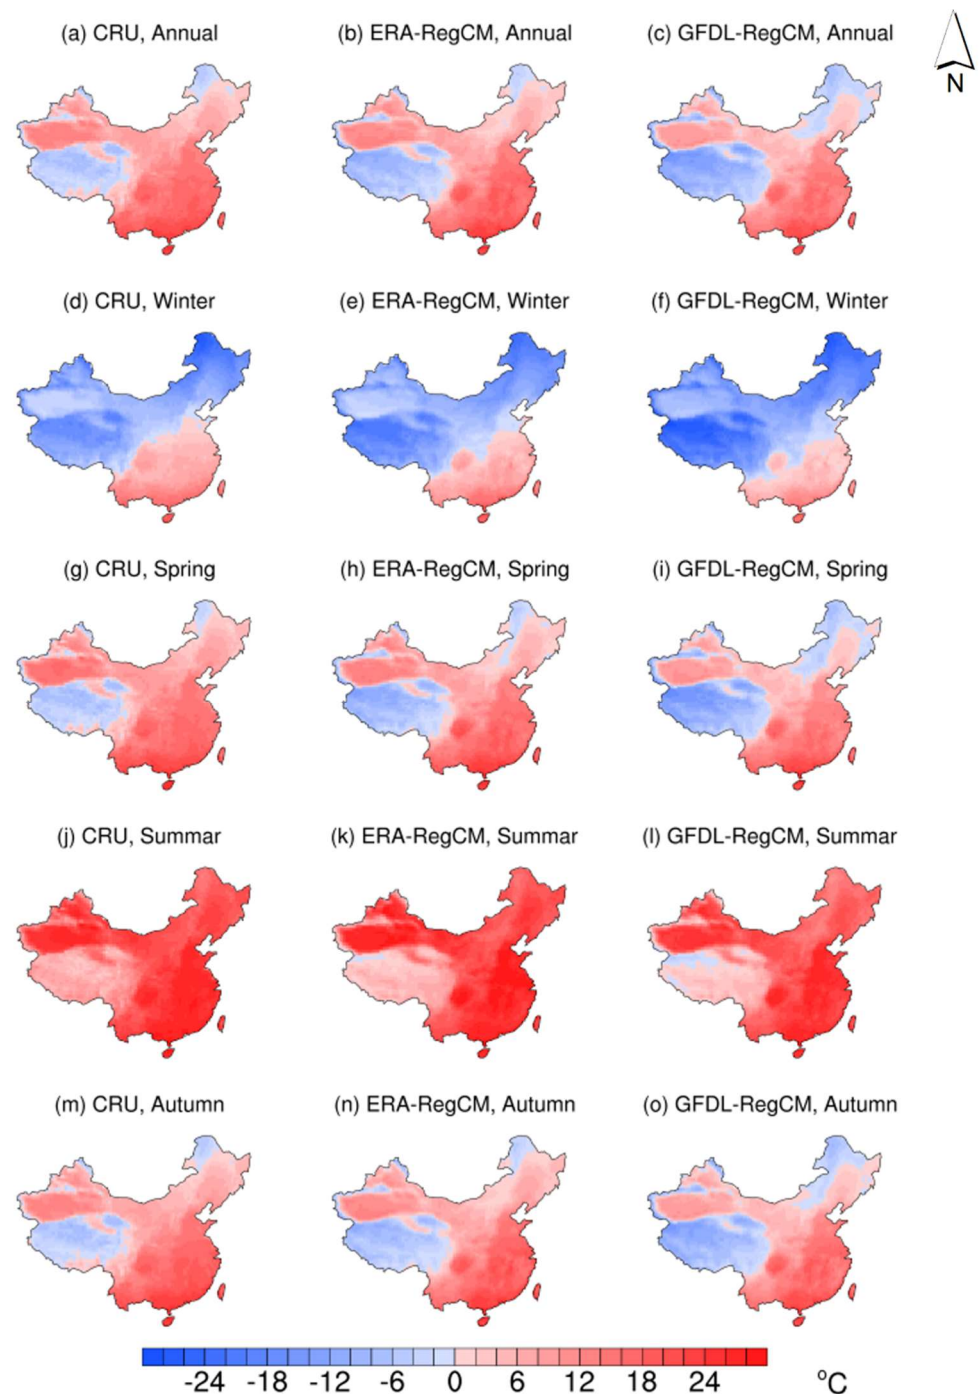 (a) CRU, Annual
(b) ERA-RegCM, Annual
(c) GFDL-RegCM, Annual
N
(d) CRU, Winter
(e) ERA-RegCM, Winter
(f) GFDL-RegCM, Winter
(g) CRU, Spring
(h) ERA-RegCM, Spring
(i) GFDL-RegCM, Spring
(j) CRU, Summar
(k) ERA-RegCM, Summar
(l) GFDL-RegCM, Summar
(m) CRU, Autumn
(n) ERA-RegCM, Autumn
(o) GFDL-RegCM, Autumn
-24 -18 -12 -6 0 6 12 18 24 °C